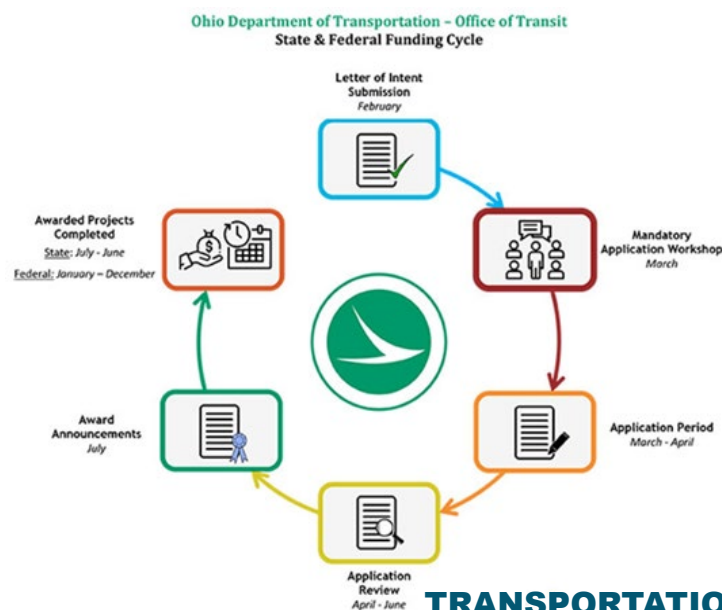 Ohio Department of Transportation – Office of Transit
State & Federal Funding Cycle
Letter of Intent
Submission
February
Mandatory
Application Workshop
March
Application Period
March - April
Application
Review
April - June
Award
Announcements
July
Awarded Projects
Completed
State: July - June
Federal: January – December
$
TRANSPORTATIO